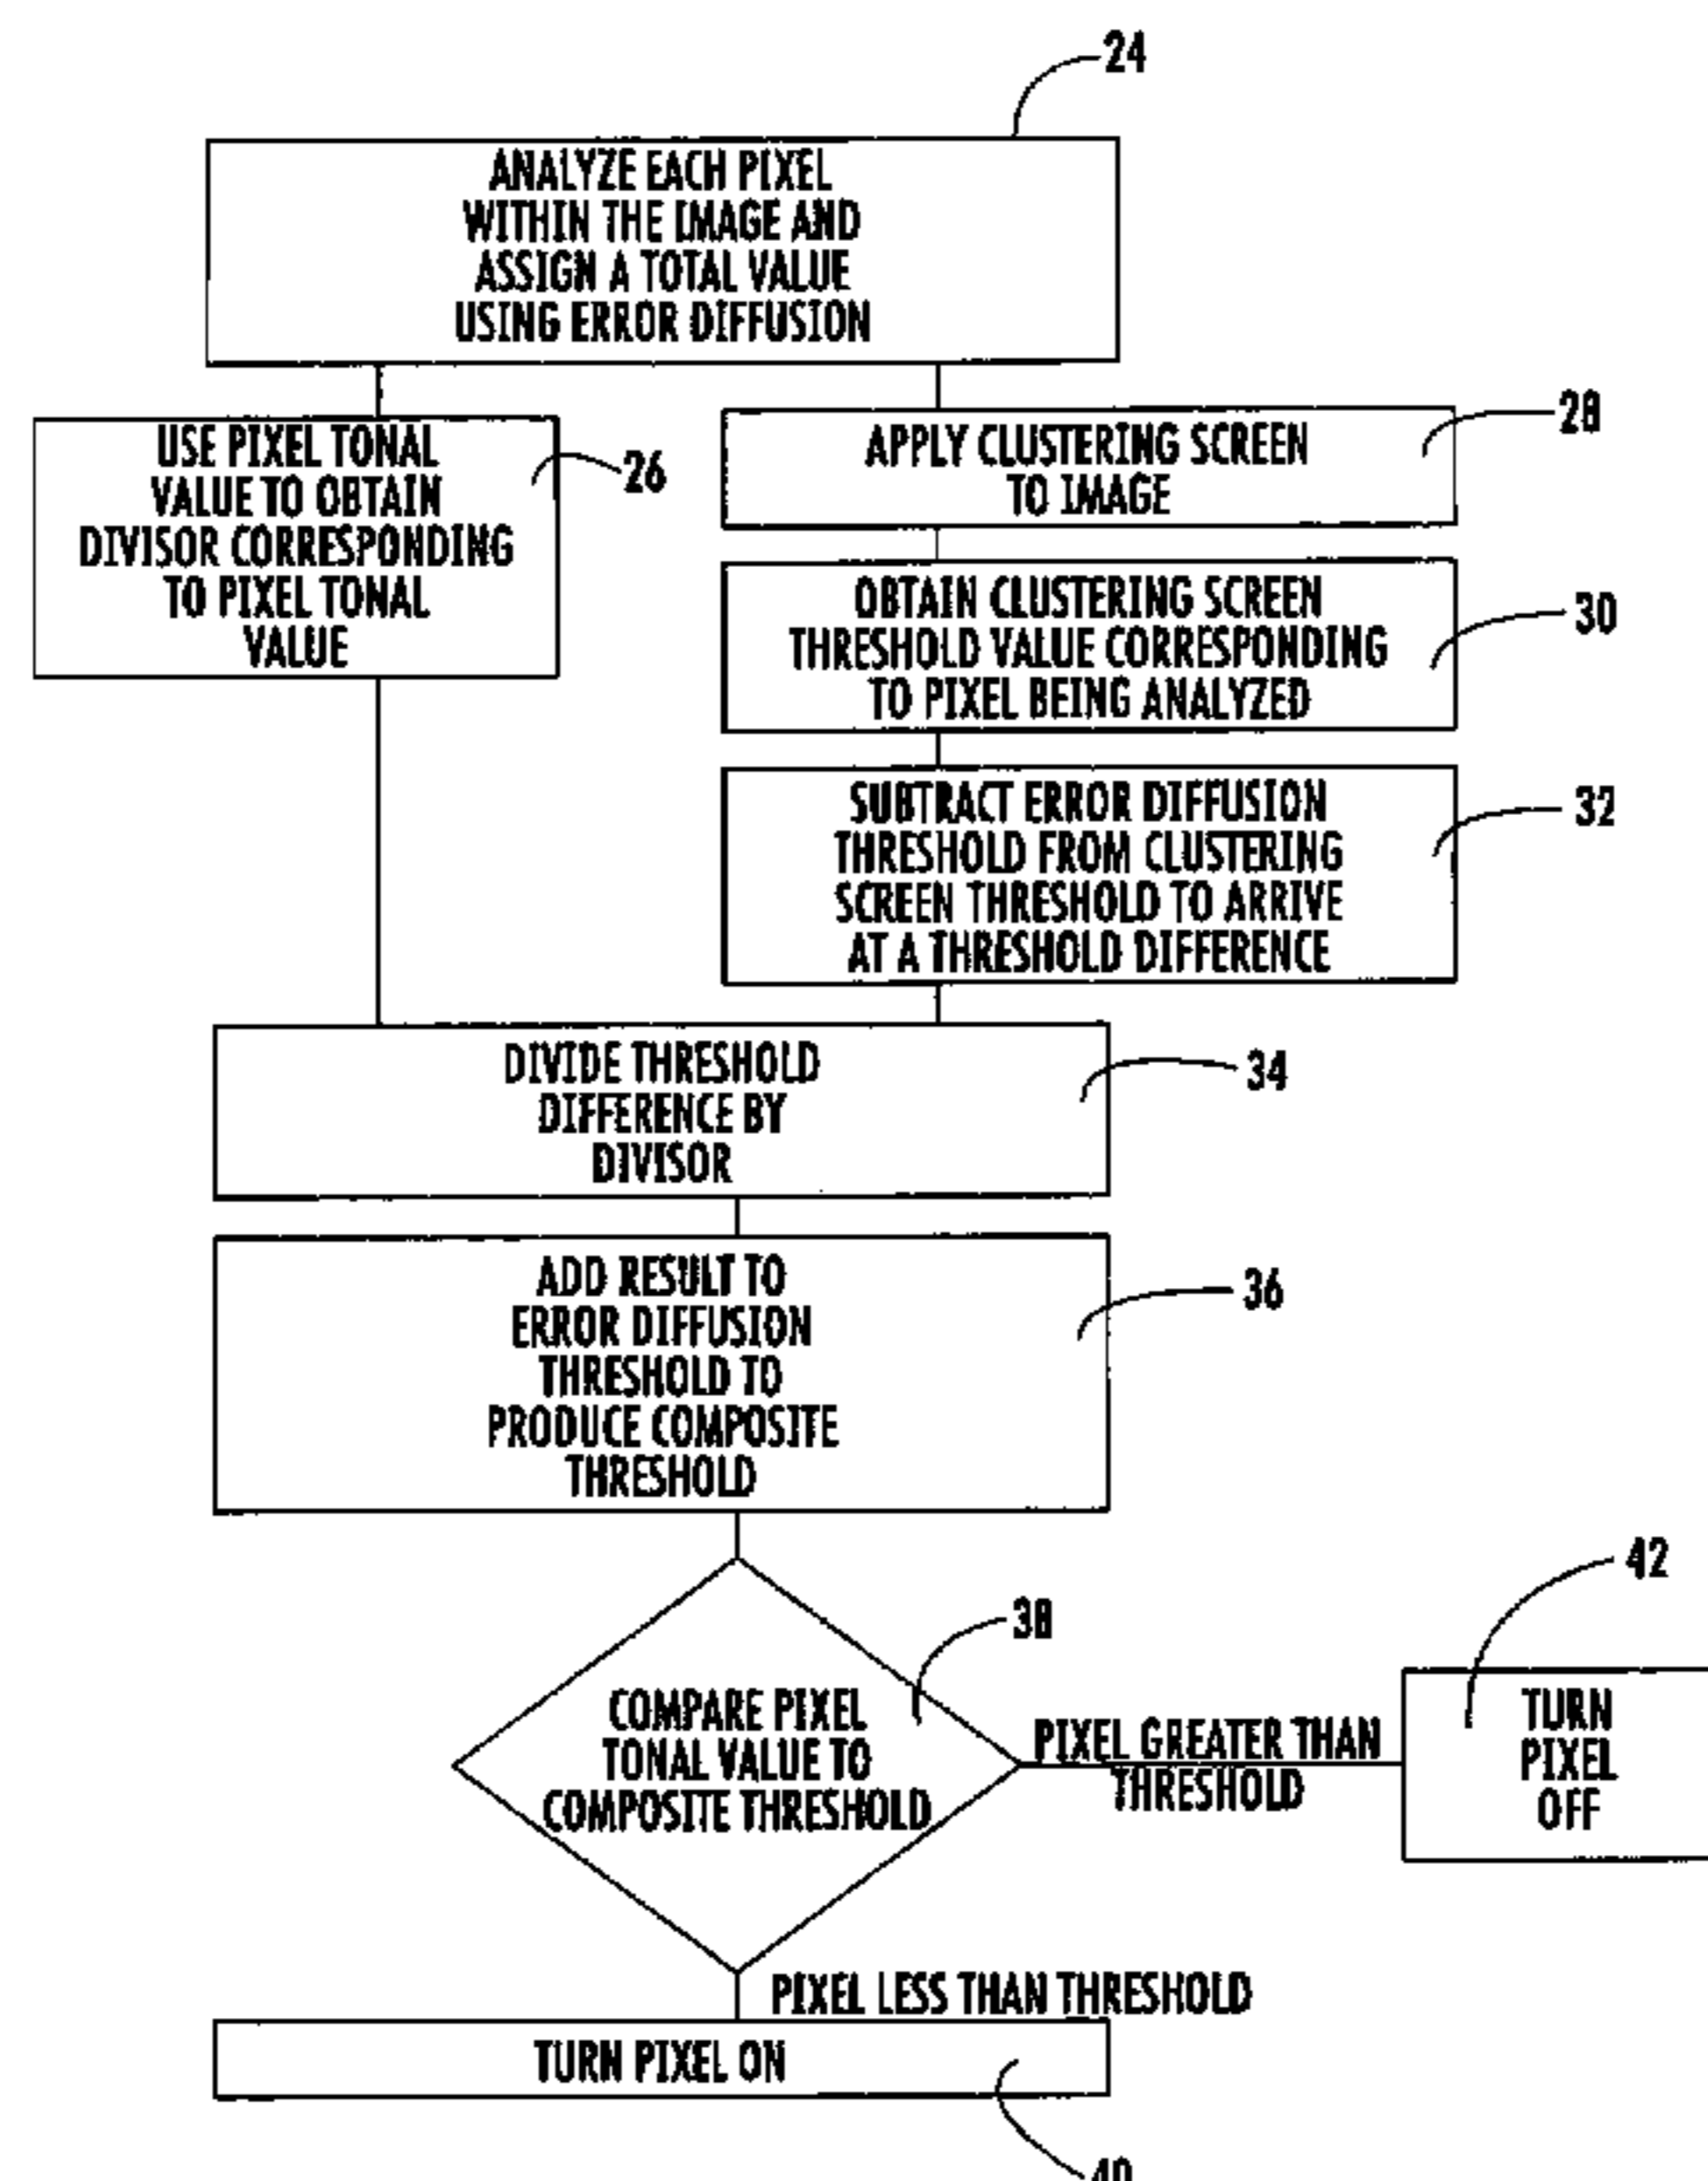 24
ANALYZE EACH PIXEL
WITHIN THE IMAGE AND
ASSIGN A TOTAL VALUE
USING ERROR DIFFUSION
USE PIXEL TONAL
VALUE TO OBTAIN
DIVISOR CORRESPONDING
TO PIXEL TONAL
VALUE
26
APPLY CLUSTERING SCREEN
TO IMAGE
28
OBTAIN CLUSTERING SCREEN
THRESHOLD VALUE CORRESPONDING
TO PIXEL BEING ANALYZED
30
SUBTRACT ERROR DIFFUSION
THRESHOLD FROM CLUSTERING
SCREEN THRESHOLD TO ARRIVE
AT A THRESHOLD DIFFERENCE
32
DIVIDE THRESHOLD
DIFFERENCE BY
DIVISOR
34
ADD RESULT TO
ERROR DIFFUSION
THRESHOLD TO
PRODUCE COMPOSITE
THRESHOLD
36
COMPARE PIXEL
TONAL VALUE TO
COMPOSITE THRESHOLD
38
PIXEL GREATER THAN
THRESHOLD
TURN
PIXEL
OFF
42
PIXEL LESS THAN THRESHOLD
TURN PIXEL ON
40